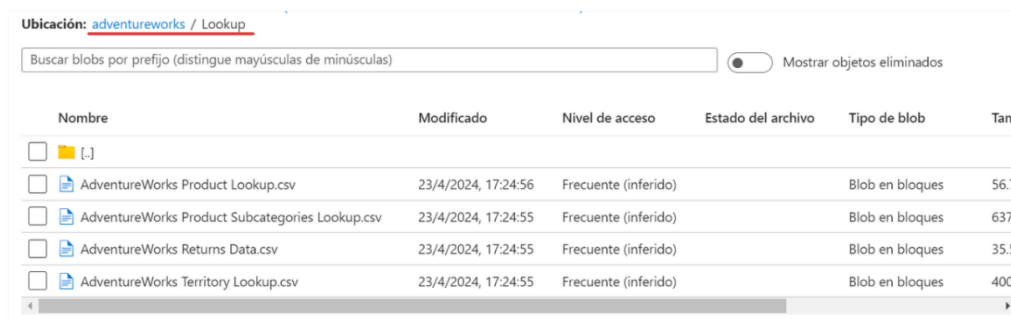 Ubicación: adventureworks / Lookup
Buscar blobs por prefijo (distingue mayúsculas de minúsculas)
Mostrar objetos eliminados
Nombre Modificado Nivel de acceso Estado del archivo Tipo de blob
[..]
AdventureWorks Product Lookup.csv 23/4/2024, 17:24:56 Frecuente (inferido) Blob en bloques
AdventureWorks Product Subcategories Lookup.csv 23/4/2024, 17:24:55 Frecuente (inferido) Blob en bloques 637
AdventureWorks Returns Data.csv 23/4/2024, 17:24:55 Frecuente (inferido) Blob en bloques
AdventureWorks Territory Lookup.csv 23/4/2024, 17:24:55 Frecuente (inferido) Blob en bloques 400